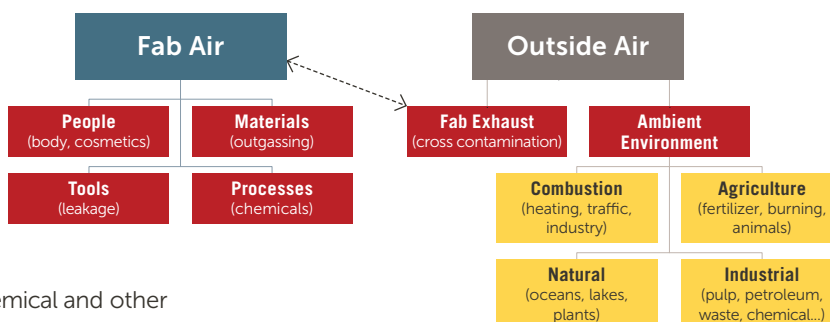 Fab Air
Outside Air
People
(body, cosmetics)
Materials
(outgassing)
Fab Exhaust
(cross contamination)
Ambient
Environment
Tools
(leakage)
Processes
(chemicals)
Combustion
(heating, traffic,
industry)
Agriculture
(fertilizer, burning,
animals)
Natural
(oceans, lakes,
plants)
Industrial
(pulp, petroleum,
waste, chemical...)
emical and other